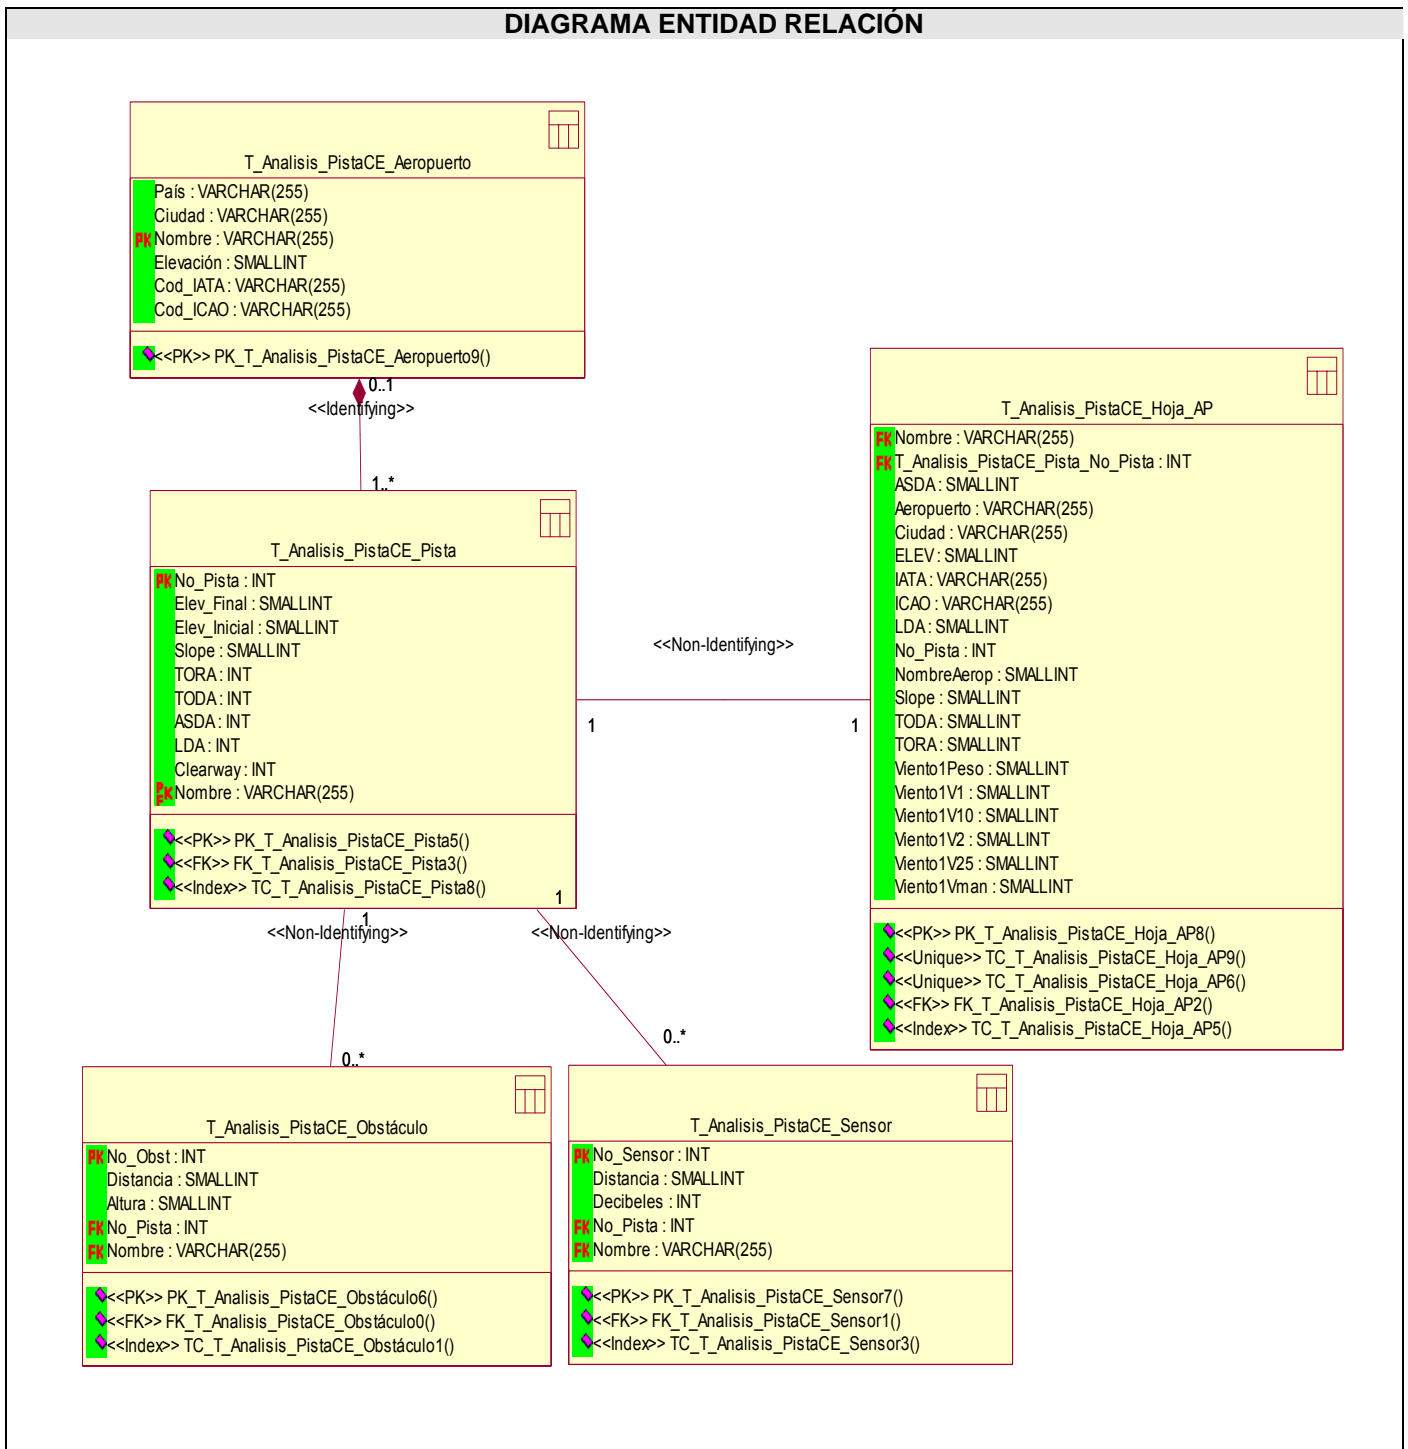 DIAGRAMA ENTIDAD RELACIÓN
T_Analisis_PistaCE_Aeropuerto
País : VARCHAR(255)
Ciudad : VARCHAR(255)
PK Nombre : VARCHAR(255)
Elevación : SMALLINT
Cod_IATA : VARCHAR(255)
Cod_ICAO : VARCHAR(255)
<<PK>> PK_T_Analisis_PistaCE_Aeropuerto9()
0..1
<<Identifying>>
1..*
T_Analisis_PistaCE_Pista
PK No_Pista : INT
Elev_Final : SMALLINT
Elev_Inicial : SMALLINT
Slope : SMALLINT
TORA : INT
TODA : INT
ASDA : INT
LDA : INT
Clearway : INT
PFK Nombre : VARCHAR(255)
<<PK>> PK_T_Analisis_PistaCE_Pista5()
<<FK>> FK_T_Analisis_PistaCE_Pista3()
<<Index>> TC_T_Analisis_PistaCE_Pista8()
<<Non-Identifying>>
1
1
T_Analisis_PistaCE_Hoja_AP
FK Nombre : VARCHAR(255)
FK T_Analisis_PistaCE_Pista_No_Pista : INT
ASDA : SMALLINT
Aeropuerto : VARCHAR(255)
Ciudad : VARCHAR(255)
ELEV : SMALLINT
IATA : VARCHAR(255)
ICAO : VARCHAR(255)
LDA : SMALLINT
No_Pista : INT
NombreAerop : SMALLINT
Slope : SMALLINT
TODA : SMALLINT
TORA : SMALLINT
Viento1Peso : SMALLINT
Viento1V1 : SMALLINT
Viento1V10 : SMALLINT
Viento1V2 : SMALLINT
Viento1V25 : SMALLINT
Viento1Vman : SMALLINT
<<PK>> PK_T_Analisis_PistaCE_Hoja_AP8()
<<Unique>> TC_T_Analisis_PistaCE_Hoja_AP9()
<<Unique>> TC_T_Analisis_PistaCE_Hoja_AP6()
<<FK>> FK_T_Analisis_PistaCE_Hoja_AP2()
<<Index>> TC_T_Analisis_PistaCE_Hoja_AP5()
1
<<Non-Identifying>>
0..*
1
<<Non-Identifying>>
0..*
T_Analisis_PistaCE_Obstáculo
PK No_Obst : INT
Distancia : SMALLINT
Altura : SMALLINT
FK No_Pista : INT
FK Nombre : VARCHAR(255)
<<PK>> PK_T_Analisis_PistaCE_Obstáculo6()
<<FK>> FK_T_Analisis_PistaCE_Obstáculo0()
<<Index>> TC_T_Analisis_PistaCE_Obstáculo1()
T_Analisis_PistaCE_Sensor
PK No_Sensor : INT
Distancia : SMALLINT
Decibeles : INT
FK No_Pista : INT
FK Nombre : VARCHAR(255)
<<PK>> PK_T_Analisis_PistaCE_Sensor7()
<<FK>> FK_T_Analisis_PistaCE_Sensor1()
<<Index>> TC_T_Analisis_PistaCE_Sensor3()